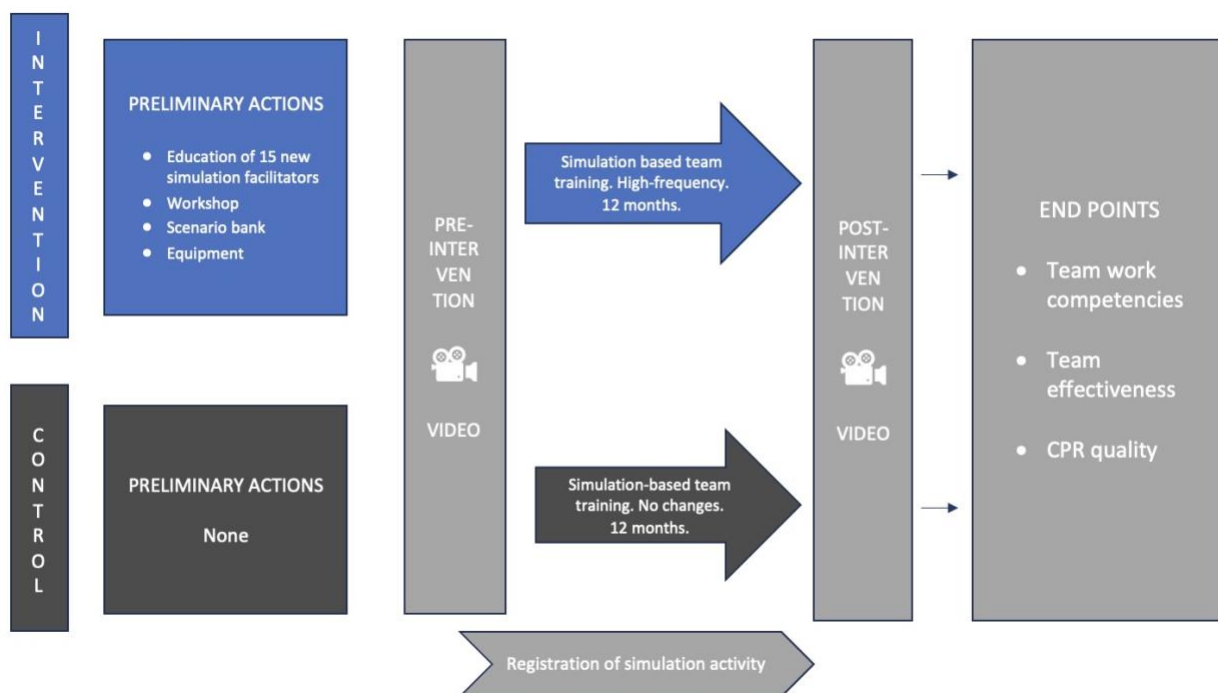 INTERVENTION
PRELIMINARY ACTIONS
● Education of 15 new
simulation facilitators
● Workshop
● Scenario bank
● Equipment
PRE-
INTER
VEN
TION
VIDEO
Simulation based team
training. High-frequency.
12 months.
POST-
INTER
VEN
TION
VIDEO
END POINTS
● Team work
competencies
● Team
effectiveness
● CPR quality
CONTROL
PRELIMINARY ACTIONS
None
Simulation-based team
training. No changes.
12 months.
Registration of simulation activity